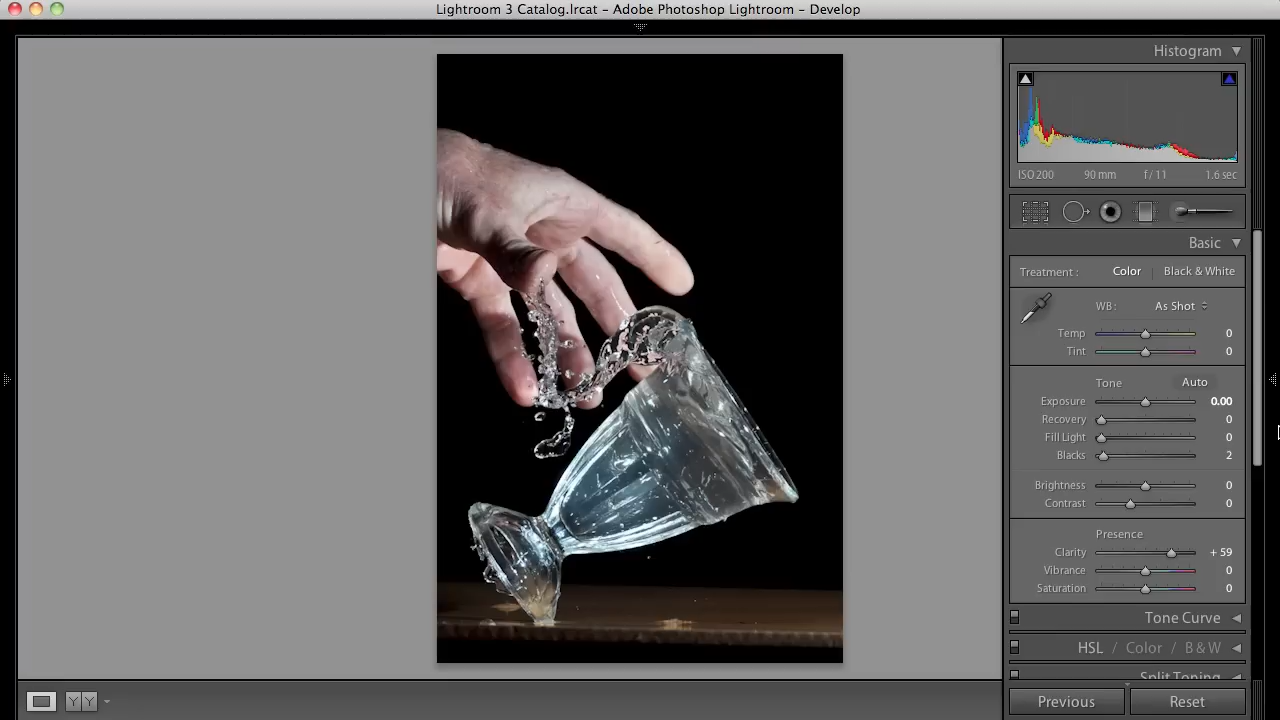 Lightroom 3 Catalog.lrcat - Adobe Photoshop Lightroom - Develop
Histogram
ISO 200 90 mm f / 11 1.6 sec
Basic
Treatment : Color Black & White
WB : As Shot
Temp 0
Tint 0
Tone Auto
Exposure 0.00
Recovery 0
Fill Light 0
Blacks 2
Brightness 0
Contrast 0
Presence
Clarity + 59
Vibrance 0
Saturation 0
Tone Curve
HSL / Color / B & W
Split Toning
Y Y
Previous Reset